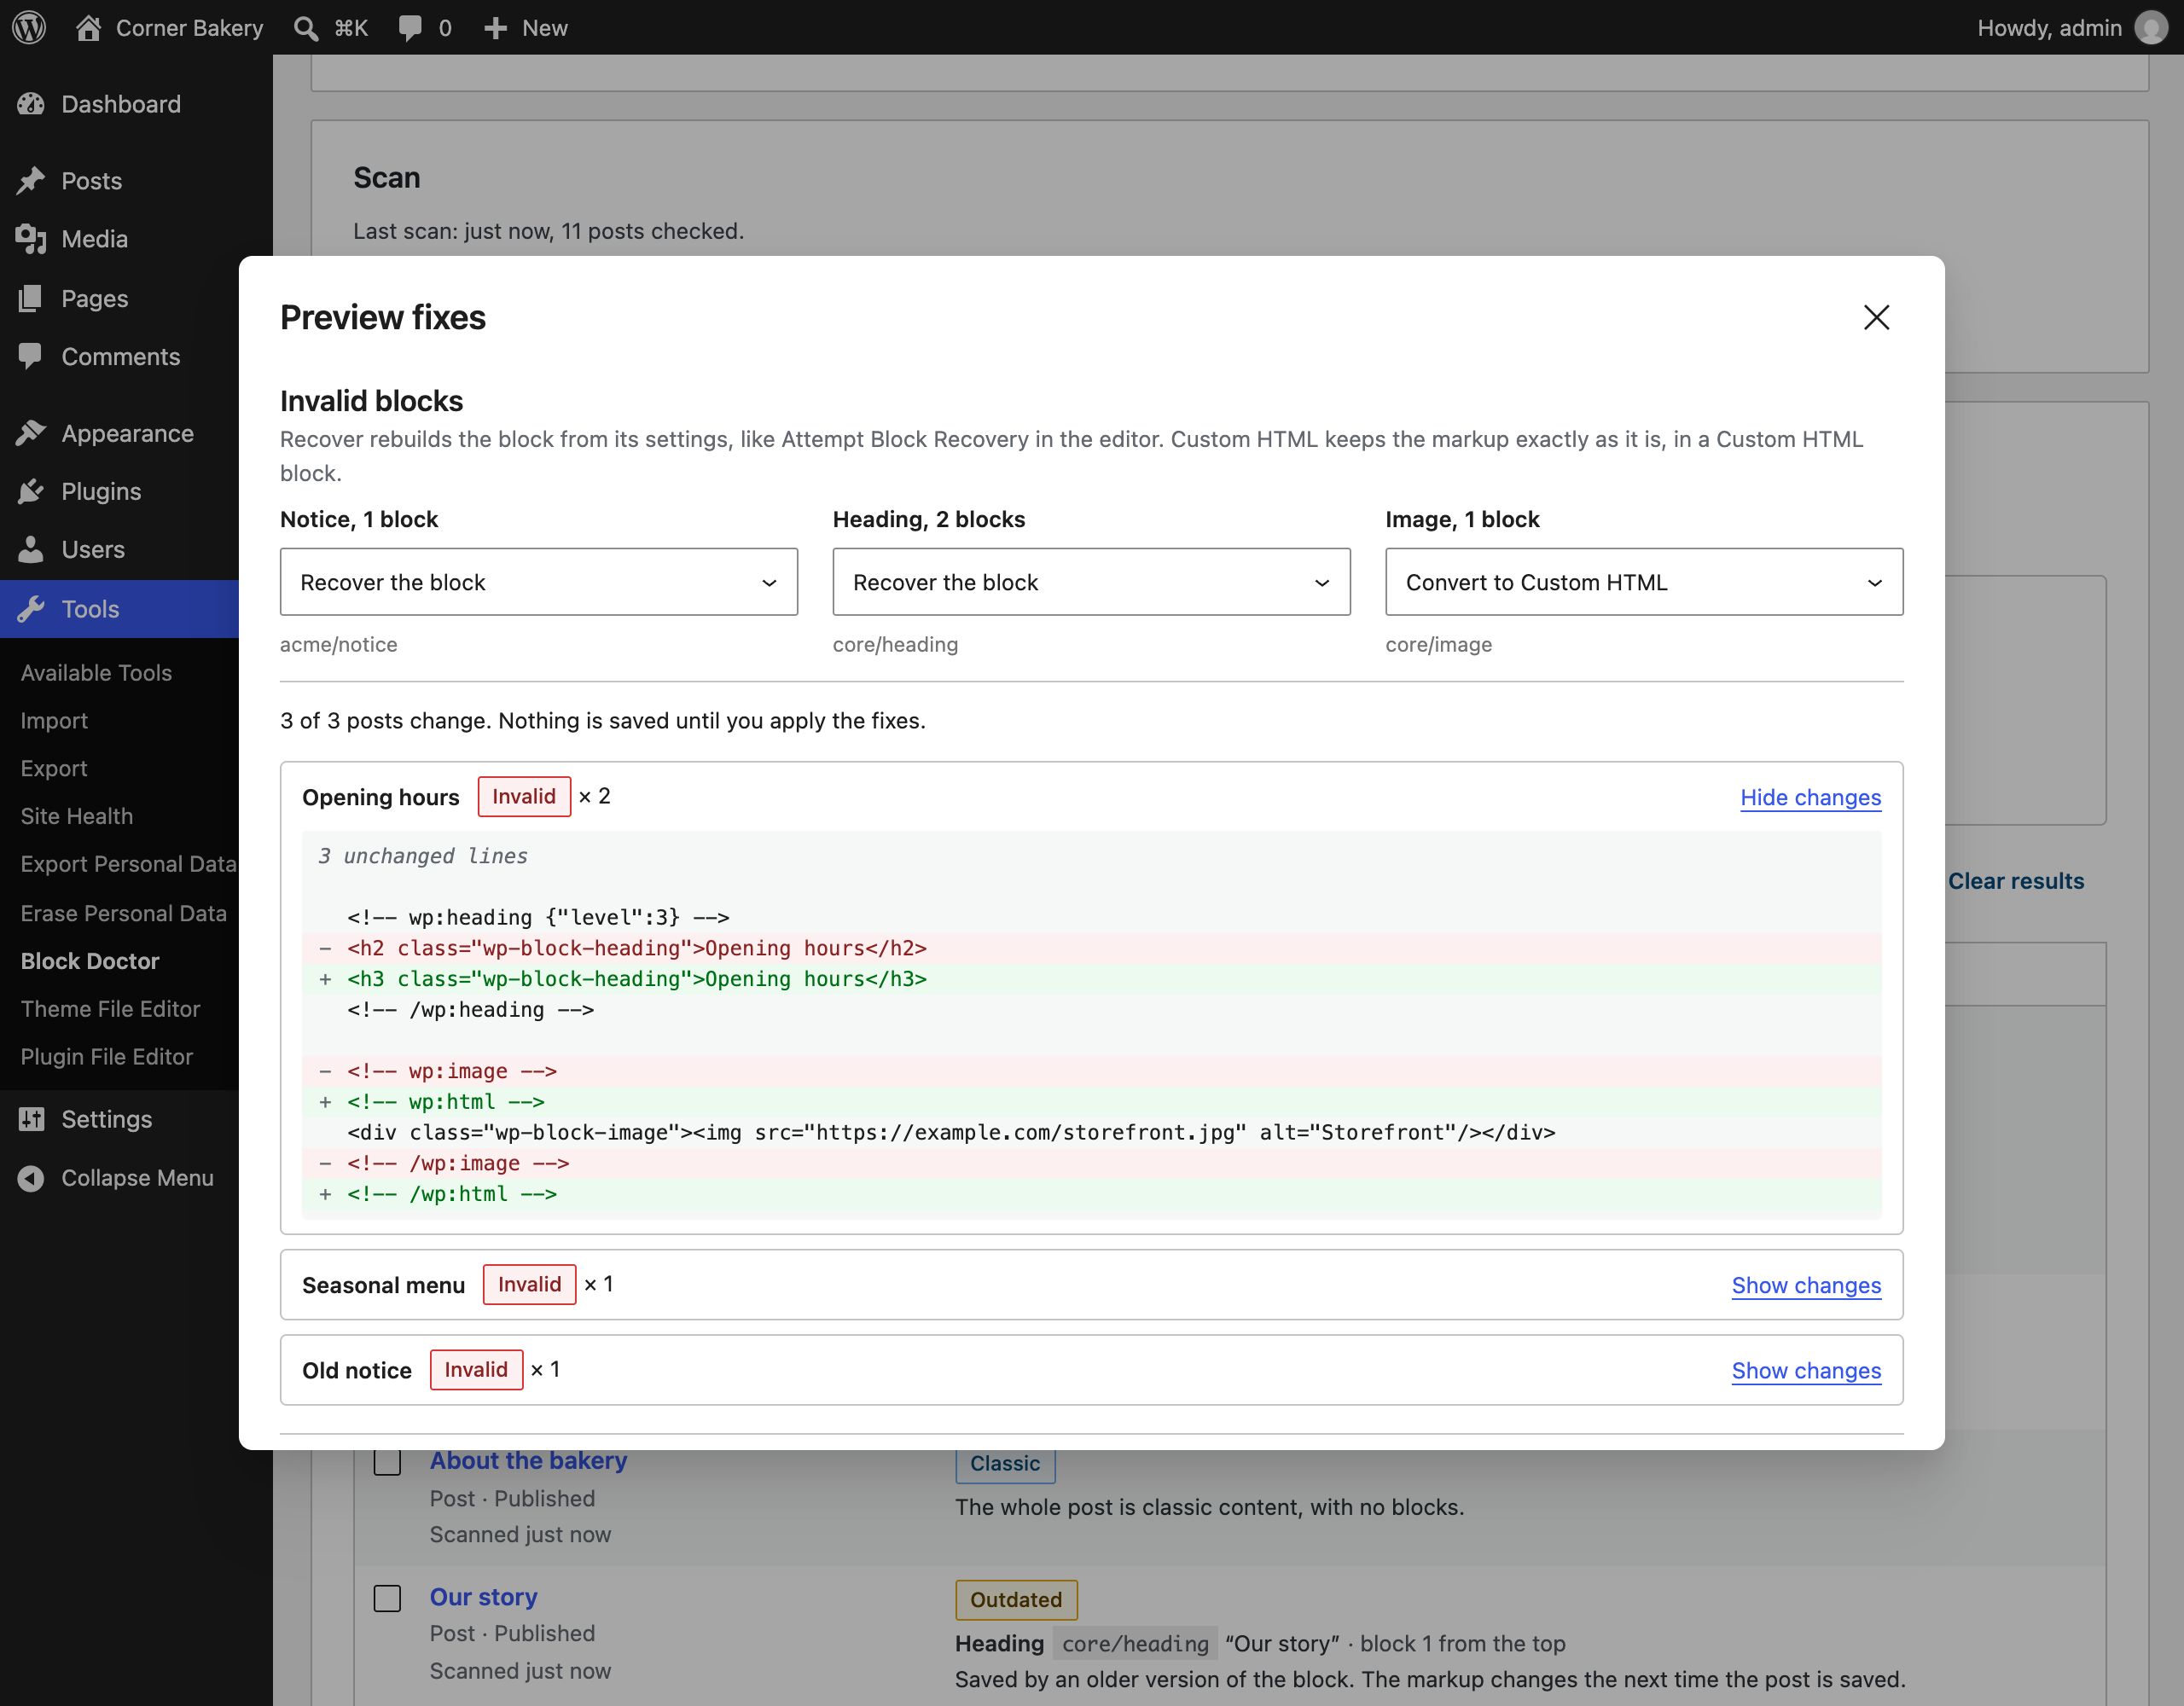 Corner Bakery ⌘K 0 New Howdy, admin
Dashboard
Posts
Media
Pages
Comments
Appearance
Plugins
Users
Tools
Available Tools
Import
Export
Site Health
Export Personal Data
Erase Personal Data
Block Doctor
Theme File Editor
Plugin File Editor
Settings
Collapse Menu
Scan
Last scan: just now, 11 posts checked.
Preview fixes
Invalid blocks
Recover rebuilds the block from its settings, like Attempt Block Recovery in the editor. Custom HTML keeps the markup exactly as it is, in a Custom HTML
block.
Notice, 1 block
Recover the block
acme/notice
Heading, 2 blocks
Recover the block
core/heading
Image, 1 block
Convert to Custom HTML
core/image
3 of 3 posts change. Nothing is saved until you apply the fixes.
Opening hours Invalid × 2 Hide changes
3 unchanged lines
<!-- wp:heading {"level":3} -->
− <h2 class="wp-block-heading">Opening hours</h2>
+ <h3 class="wp-block-heading">Opening hours</h3>
<!-- /wp:heading -->
− <!-- wp:image -->
+ <!-- wp:html -->
<div class="wp-block-image"><img src="https://example.com/storefront.jpg" alt="Storefront"/></div>
− <!-- /wp:image -->
+ <!-- /wp:html -->
Seasonal menu Invalid × 1 Show changes
Old notice Invalid × 1 Show changes
Clear results
About the bakery
Post · Published
Scanned just now
Classic
The whole post is classic content, with no blocks.
Our story
Post · Published
Scanned just now
Outdated
Heading core/heading “Our story” · block 1 from the top
Saved by an older version of the block. The markup changes the next time the post is saved.